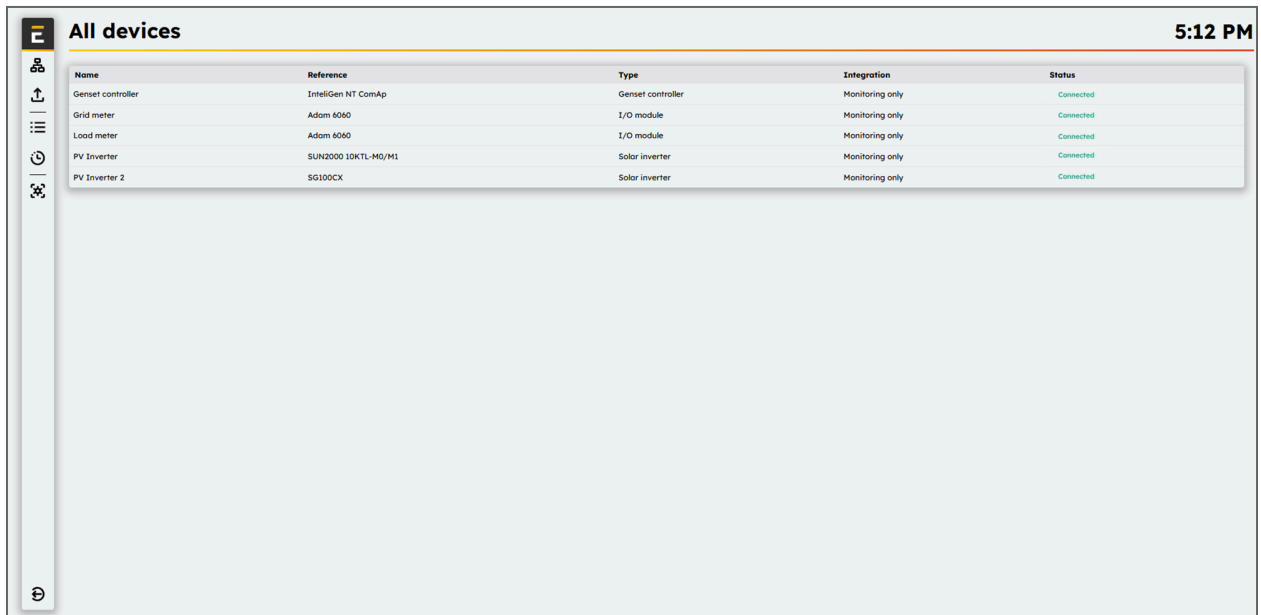 E
All devices
5:12 PM
Name Reference Type Integration Status
Genset controller InteliGen NT ComAp Genset controller Monitoring only Connected
Grid meter Adam 6060 I/O module Monitoring only Connected
Load meter Adam 6060 I/O module Monitoring only Connected
PV Inverter SUN2000 10KTL-M0/M1 Solar inverter Monitoring only Connected
PV Inverter 2 SG100CX Solar inverter Monitoring only Connected